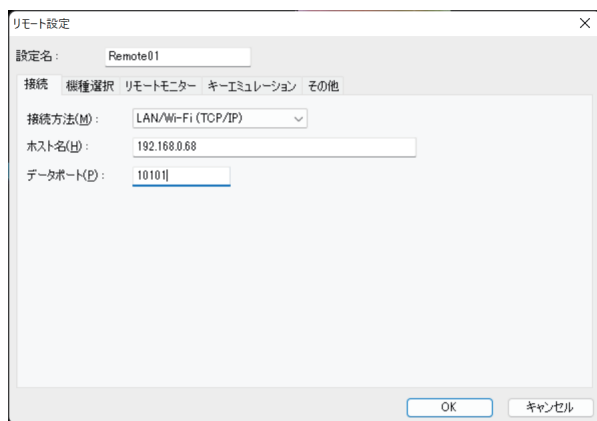 リモート設定
設定名： Remote01
接続 機種選択 リモートモニター キーエミュレーション その他
接続方法(M)： LAN/Wi-Fi (TCP/IP)
ホスト名(H)： 192.168.0.68
データポート(P)： 10101
OK キャンセル